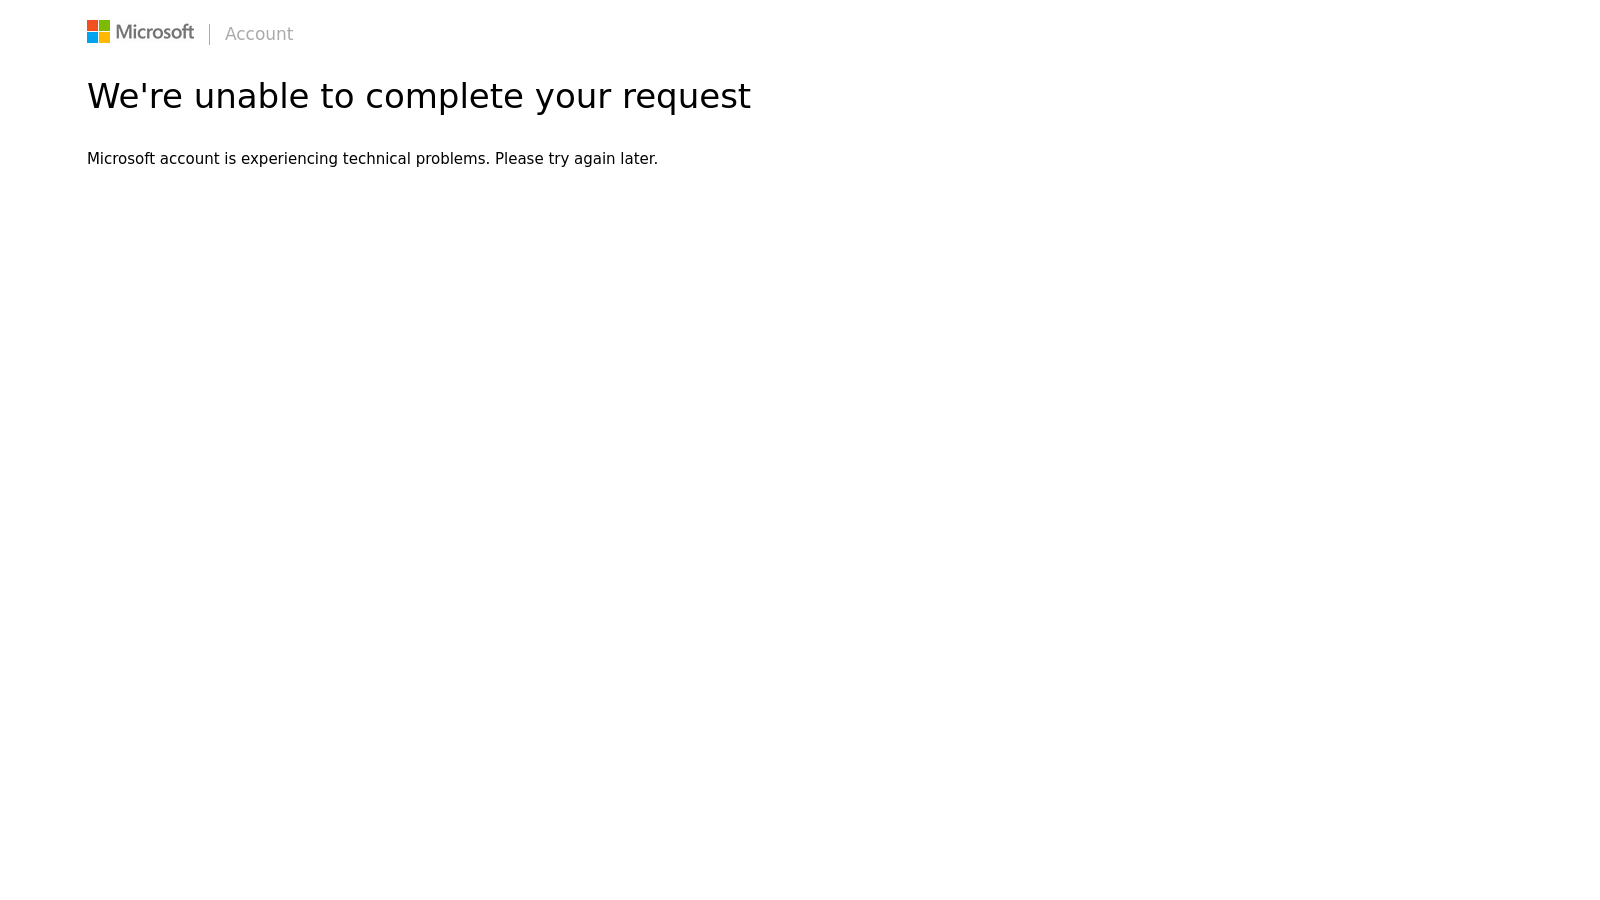 Microsoft | Account
We're unable to complete your request
Microsoft account is experiencing technical problems. Please try again later.